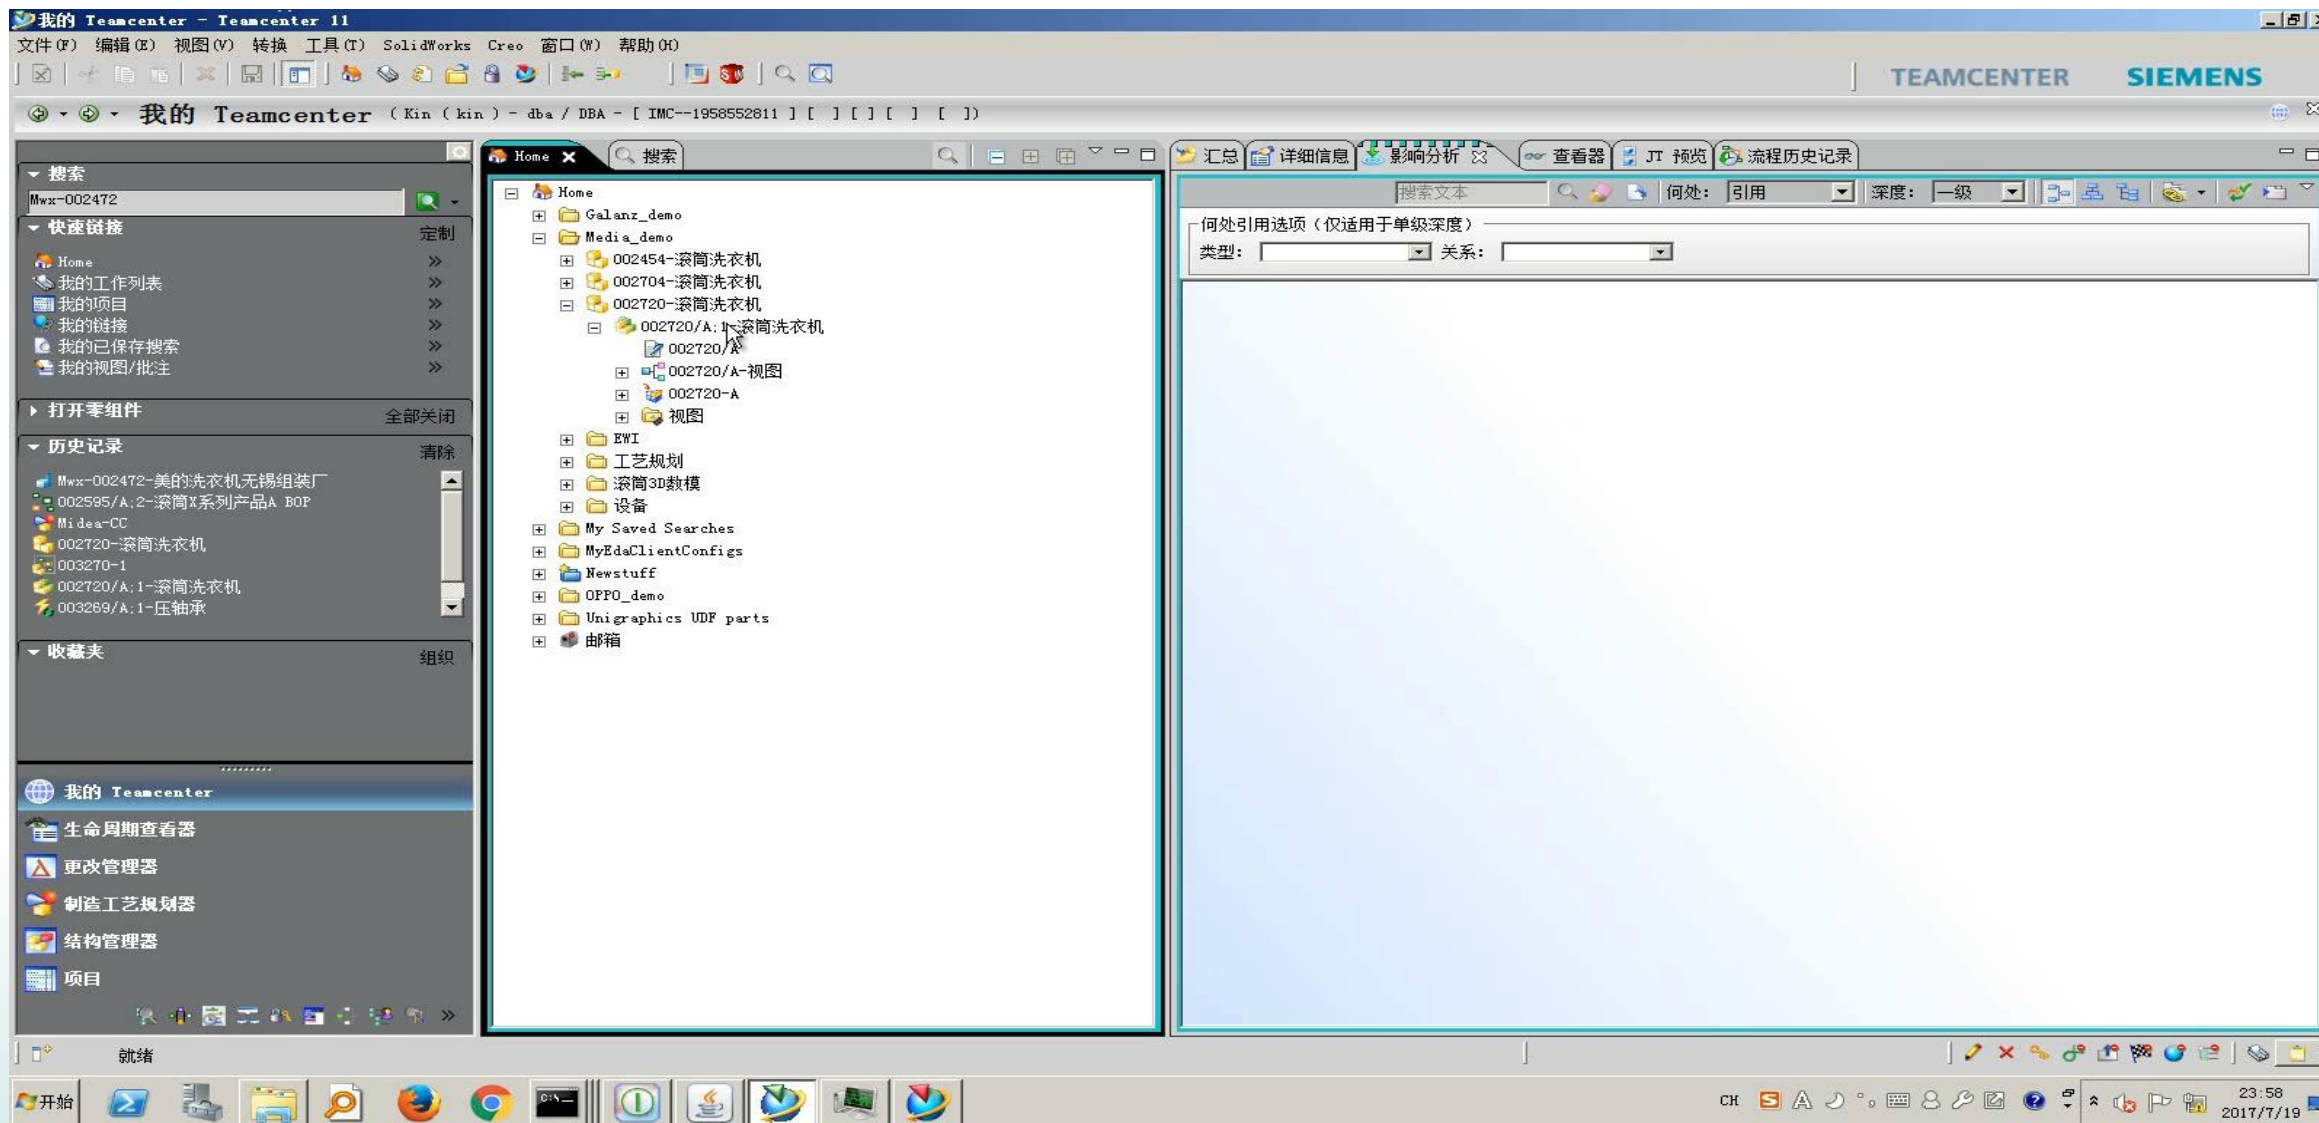 我的 Teamcenter - Teamcenter 11
文件(F) 编辑(E) 视图(V) 转换 工具(T) SolidWorks Creo 窗口(W) 帮助(H)
TEAMCENTER SIEMENS
我的 Teamcenter ( Kin ( kin ) - dba / DBA - [ IMC--1958552811 ] [ ] [ ] [ ] [ ])
搜索
Mwx-002472
快速链接 定制
Home
我的工作列表
我的项目
我的链接
我的已保存搜索
我的视图/批注
打开零组件 全部关闭
历史记录 清除
Mwx-002472-美的洗衣机无锡组装厂
002595/A;2-滚筒X系列产品A BOP
Midea-CC
002720-滚筒洗衣机
003270-1
002720/A;1-滚筒洗衣机
003269/A;1-压轴承
收藏夹 组织
我的 Teamcenter
生命周期查看器
更改管理器
制造工艺规划器
结构管理器
项目
Home 搜索
Home
Galanz_demo
Media_demo
002454-滚筒洗衣机
002704-滚筒洗衣机
002720-滚筒洗衣机
002720/A;1-滚筒洗衣机
002720/A
002720/A-视图
002720-A
视图
EWI
工艺规划
滚筒3D数模
设备
My Saved Searches
MyEdaClientConfigs
Newstuff
OPPO_demo
Unigraphics UDF parts
邮箱
汇总 详细信息 影响分析 查看器 JT 预览 流程历史记录
搜索文本 何处: 引用 深度: 一级
何处引用选项（仅适用于单级深度）
类型: 关系:
就绪
开始
CH
23:58
2017/7/19